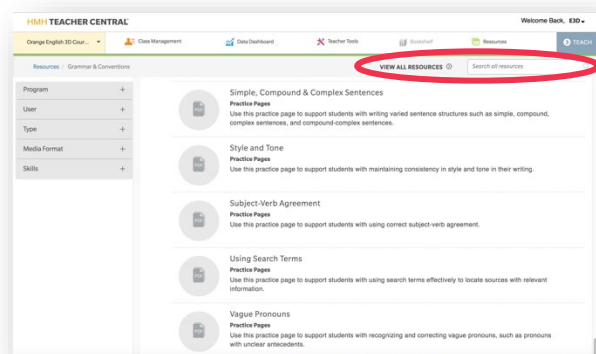 HMH TEACHER CENTRAL
Welcome Back, E3D
Orange English 3D Cour...
Class Management
Data Dashboard
Teacher Tools
Bookshelf
Resources
TEACH
Resources / Grammar & Conventions
VIEW ALL RESOURCES
Search all resources
Program +
User +
Type +
Media Format +
Skills +
Simple, Compound & Complex Sentences
Practice Pages
Use this practice page to support students with writing varied sentence structures such as simple, compound,
complex sentences, and compound-complex sentences.
Style and Tone
Practice Pages
Use this practice page to support students with maintaining consistency in style and tone in their writing.
Subject-Verb Agreement
Practice Pages
Use this practice page to support students with using correct subject-verb agreement.
Using Search Terms
Practice Pages
Use this practice page to support students with using search terms effectively to locate sources with relevant
information.
Vague Pronouns
Practice Pages
Use this practice page to support students with recognizing and correcting vague pronouns, such as pronouns
with unclear antecedents.